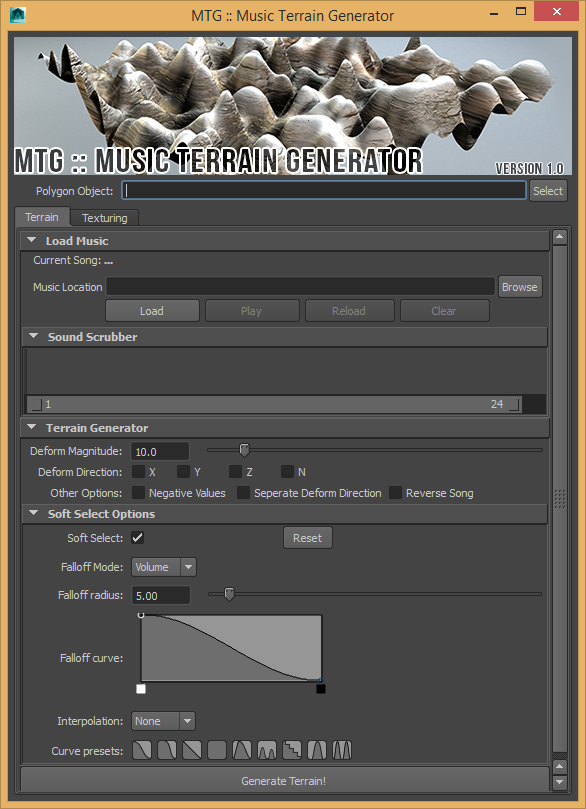 MTG :: Music Terrain Generator
MTG :: MUSIC TERRAIN GENERATOR
VERSION 1.0
Polygon Object: Select
Terrain Texturing
Load Music
Current Song: ...
Music Location Browse
Load Play Reload Clear
Sound Scrubber
1 24
Terrain Generator
Deform Magnitude: 10.0
Deform Direction: X Y Z N
Other Options: Negative Values Seperate Deform Direction Reverse Song
Soft Select Options
Soft Select: Reset
Falloff Mode: Volume
Falloff radius: 5.00
Falloff curve:
Interpolation: None
Curve presets:
Generate Terrain!